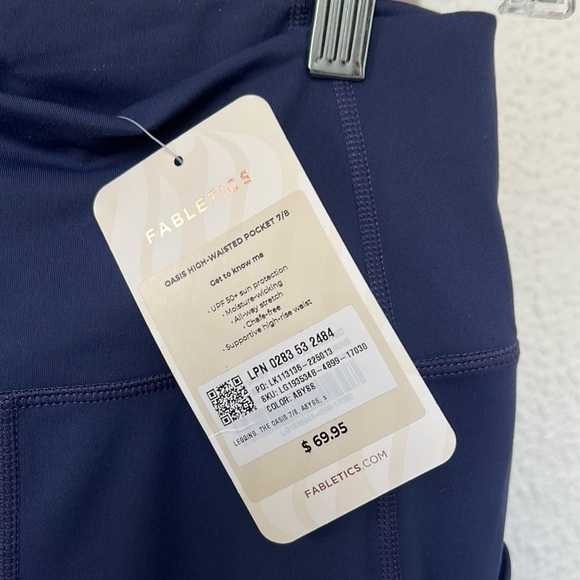 FABLETICS
OASIS HIGH-WAISTED POCKET 7/8
Get to know me
• UPF 50+ sun protection
• Moisture-wicking
• All-way stretch
• Chafe-free
• Supportive high-rise waist
LPN 0283 53 2484
PO: LK113136-225013
SKU: LG1935348-4899-17030
COLOR: ABYSS
LEGGING, THE OASIS 7/8, ABYSS, S
$ 69.95
FABLETICS.COM